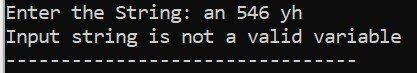 Enter the String: an 546 yh
Input string is not a valid variable
--------------------------------